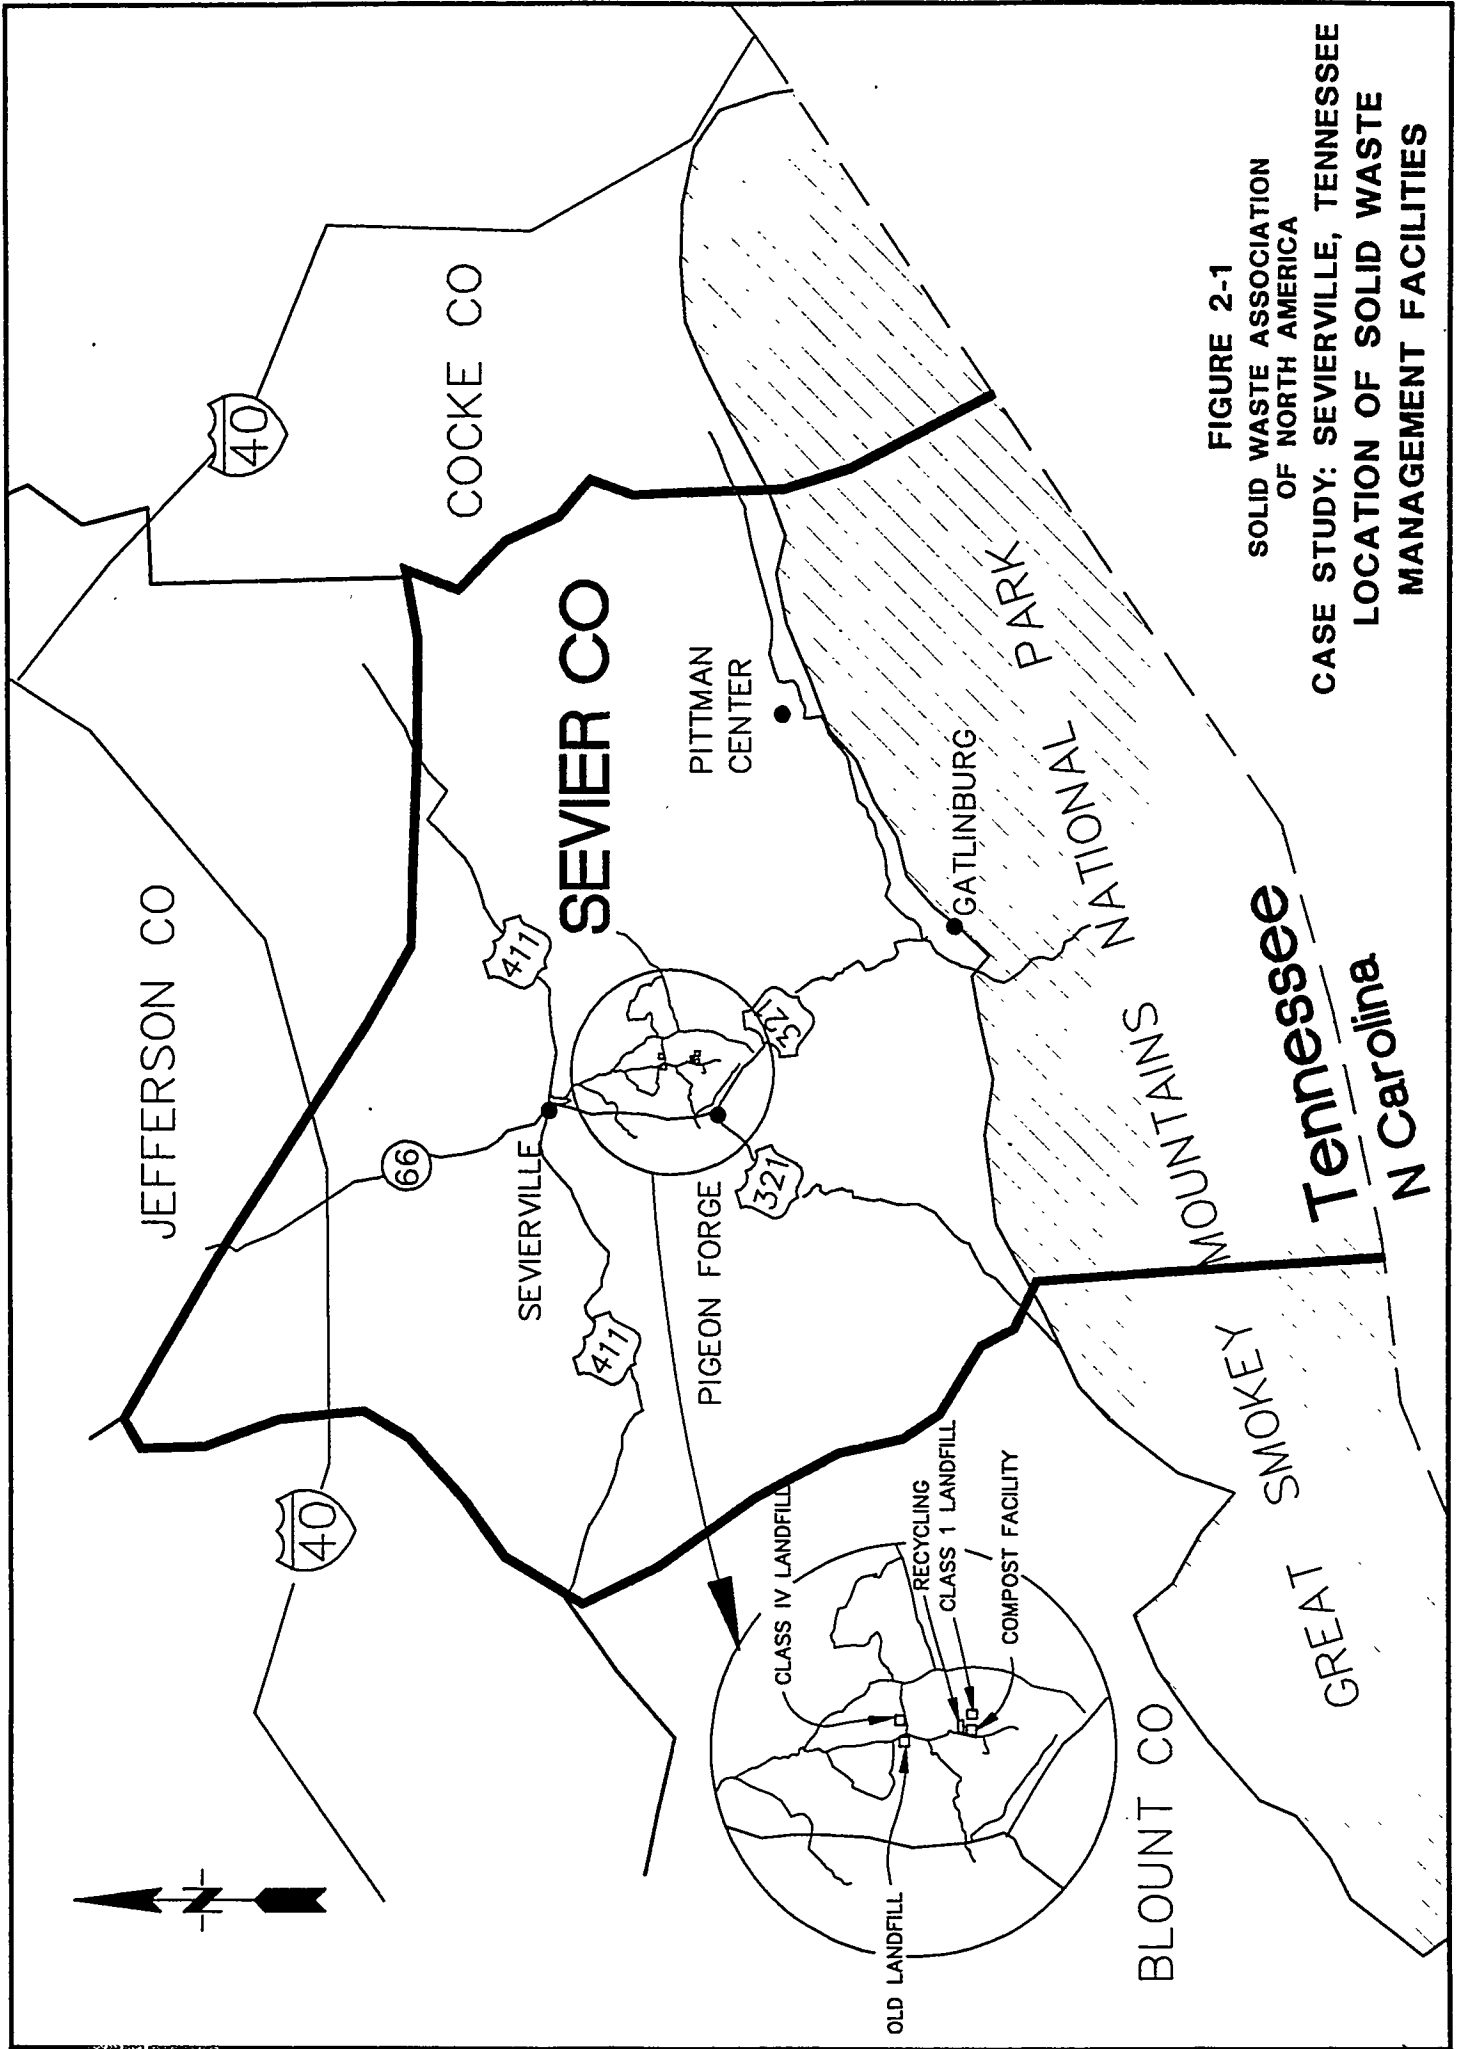 40
40
JEFFERSON CO
COCKE CO
66
411
411
SEVIERVILLE
SEVIER CO
PIGEON FORGE
321
321
PITTMAN
CENTER
GATLINBURG
N
CLASS IV LANDFILL
RECYCLING
CLASS 1 LANDFILL
COMPOST FACILITY
OLD LANDFILL
BLOUNT CO
GREAT SMOKEY MOUNTAINS NATIONAL PARK
Tennessee
N Carolina
FIGURE 2-1
SOLID WASTE ASSOCIATION
OF NORTH AMERICA
CASE STUDY: SEVIERVILLE, TENNESSEE
LOCATION OF SOLID WASTE
MANAGEMENT FACILITIES